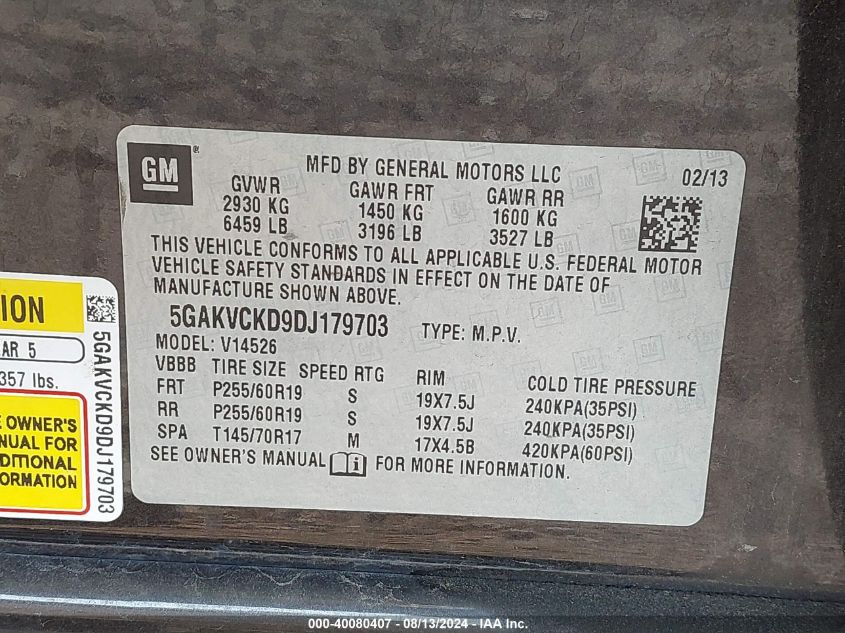 GM ®
MFD BY GENERAL MOTORS LLC 02/13
GVWR GAWR FRT GAWR RR
2930 KG 1450 KG 1600 KG
6459 LB 3196 LB 3527 LB
THIS VEHICLE CONFORMS TO ALL APPLICABLE U.S. FEDERAL MOTOR
VEHICLE SAFETY STANDARDS IN EFFECT ON THE DATE OF
MANUFACTURE SHOWN ABOVE.
5GAKVCKD9DJ179703 TYPE: M.P.V.
MODEL: V14526
VBBB TIRE SIZE SPEED RTG RIM COLD TIRE PRESSURE
FRT P255/60R19 S 19X7.5J 240KPA(35PSI)
RR P255/60R19 S 19X7.5J 240KPA(35PSI)
SPA T145/70R17 M 17X4.5B 420KPA(60PSI)
SEE OWNER'S MANUAL i FOR MORE INFORMATION.
ION
AR 5
357 lbs.
E OWNER'S
NUAL FOR
DITIONAL
ORMATION
5GAKVCKD9DJ179703
000-40080407 - 08/13/2024 - IAA Inc.